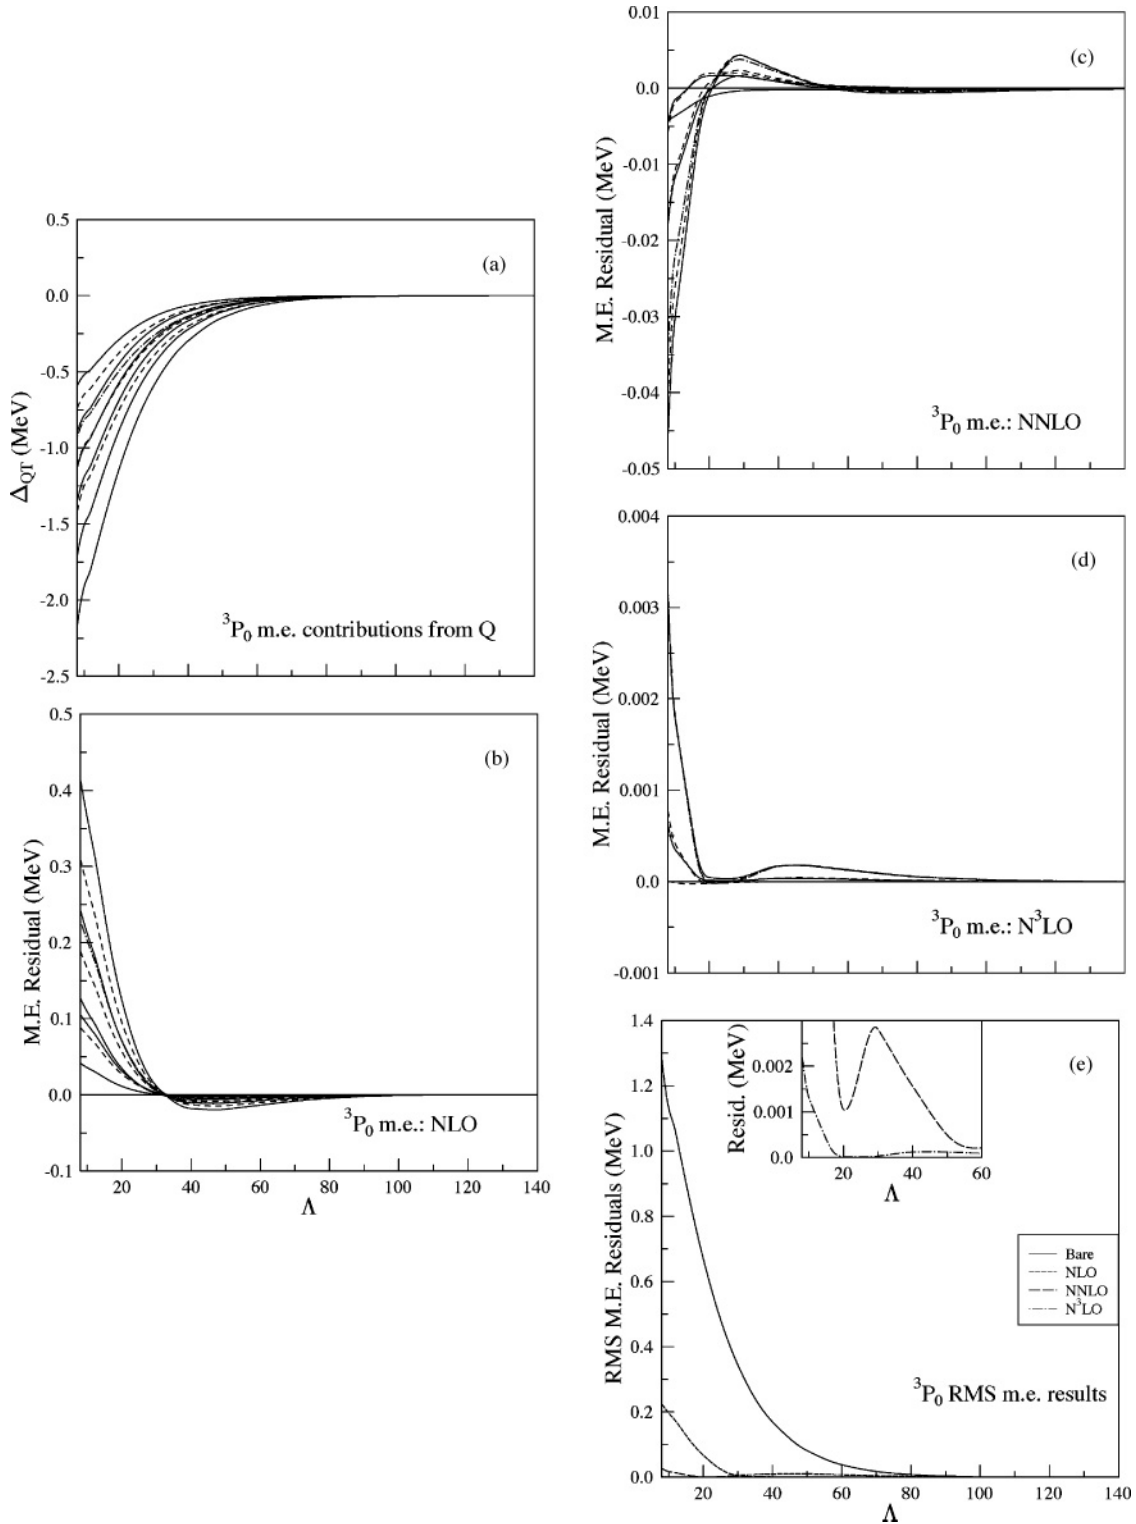 0.5
(a)
0.0
-0.5
-1.0
-1.5
-2.0
-2.5
Δ_QT (MeV)
³P₀ m.e. contributions from Q
0.5
(b)
0.4
0.3
0.2
0.1
0.0
-0.1
M.E. Residual (MeV)
³P₀ m.e.: NLO
20 40 60 80 100 120 140
Λ
0.01
(c)
0.0
-0.01
-0.02
-0.03
-0.04
-0.05
M.E. Residual (MeV)
³P₀ m.e.: NNLO
0.004
(d)
0.003
0.002
0.001
0.000
-0.001
M.E. Residual (MeV)
³P₀ m.e.: N³LO
1.4
(e)
1.2
1.0
0.8
0.6
0.4
0.2
0.0
RMS M.E. Residuals (MeV)
Resid. (MeV)
0.002
0.001
0.0
20 40 60
Λ
Bare
NLO
NNLO
N³LO
³P₀ RMS m.e. results
20 40 60 80 100 120 140
Λ